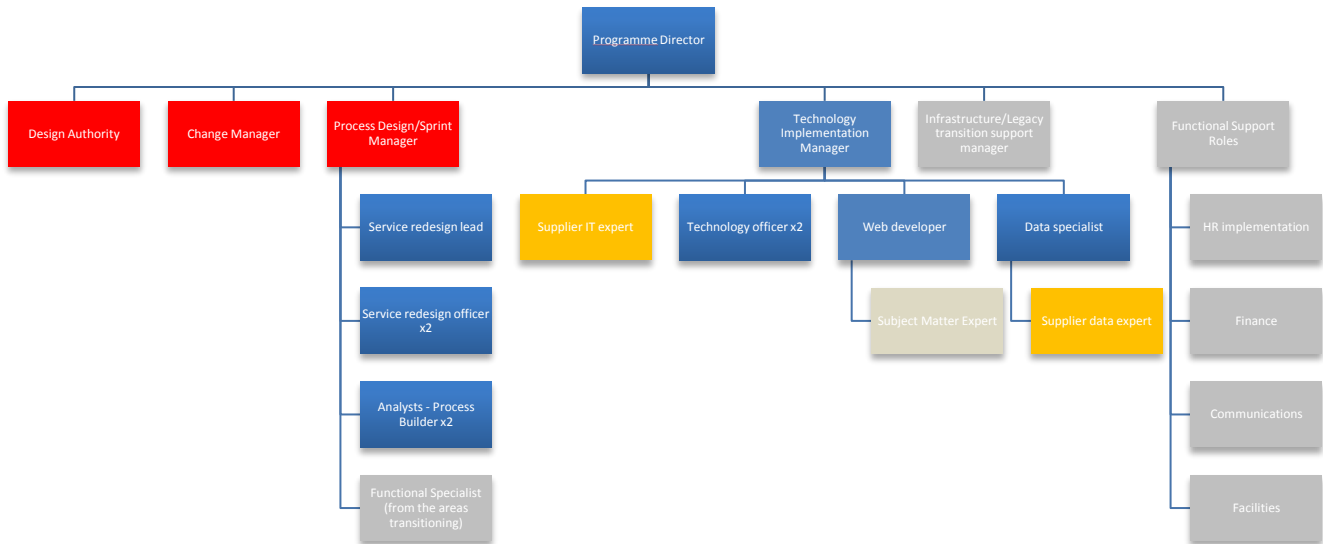 Programme Director
Design Authority
Change Manager
Process Design/Sprint
Manager
Technology
Implementation
Manager
Infrastructure/Legacy
transition support
manager
Functional Support
Roles
Service redesign lead
Supplier IT expert
Technology officer x2
Web developer
Data specialist
HR implementation
Service redesign officer
x2
Subject Matter Expert
Supplier data expert
Finance
Analysts - Process
Builder x2
Communications
Functional Specialist
(from the areas
transitioning)
Facilities